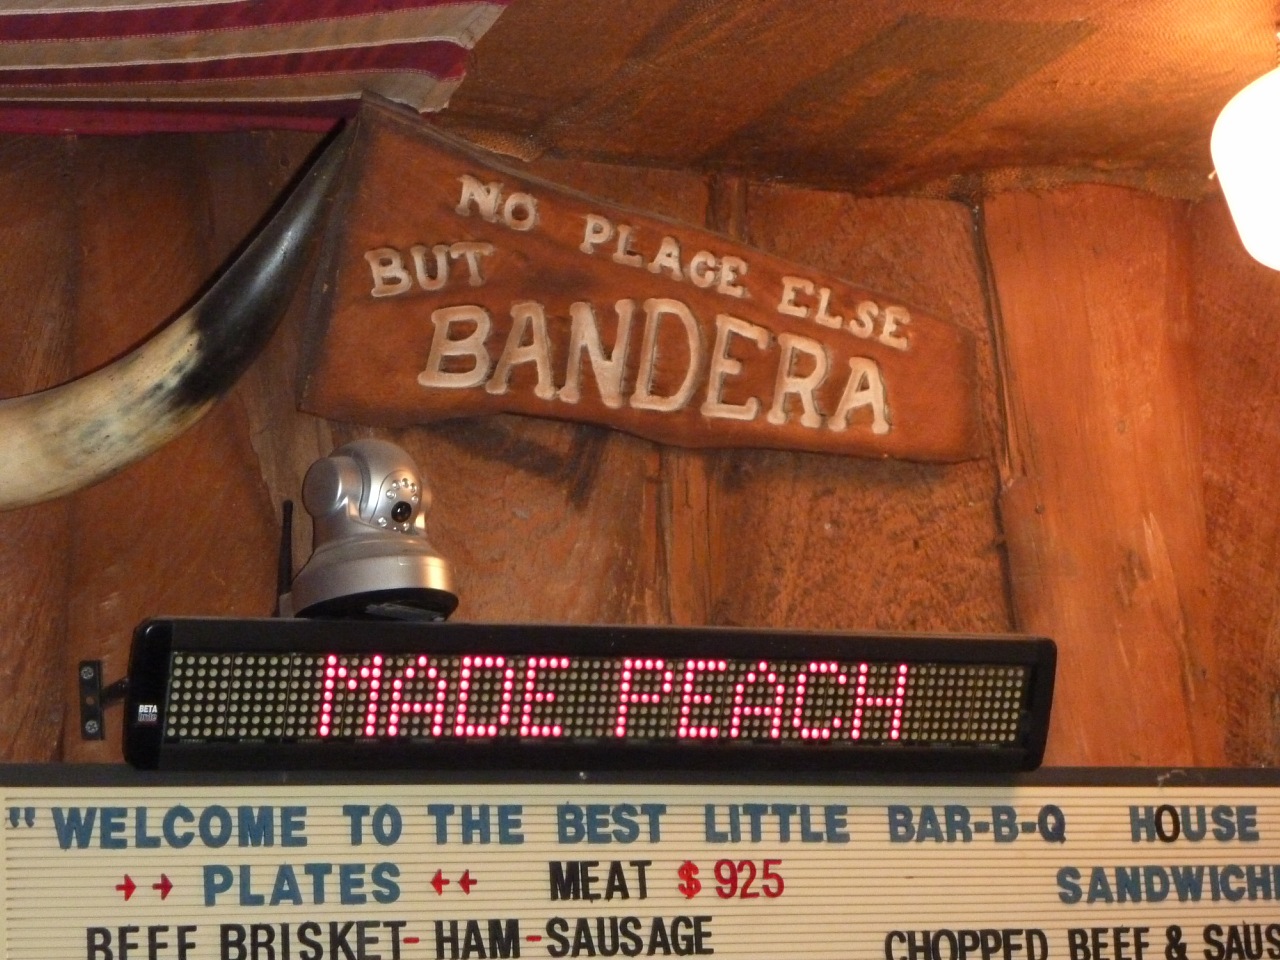 NO PLACE ELSE
BUT
BANDERA
BETA
MADE PEACH
"WELCOME TO THE BEST LITTLE BAR-B-Q HOUSE
→→ PLATES ←← MEAT $925 SANDWICH
BEEF BRISKET-HAM-SAUSAGE CHOPPED BEEF & SAUS